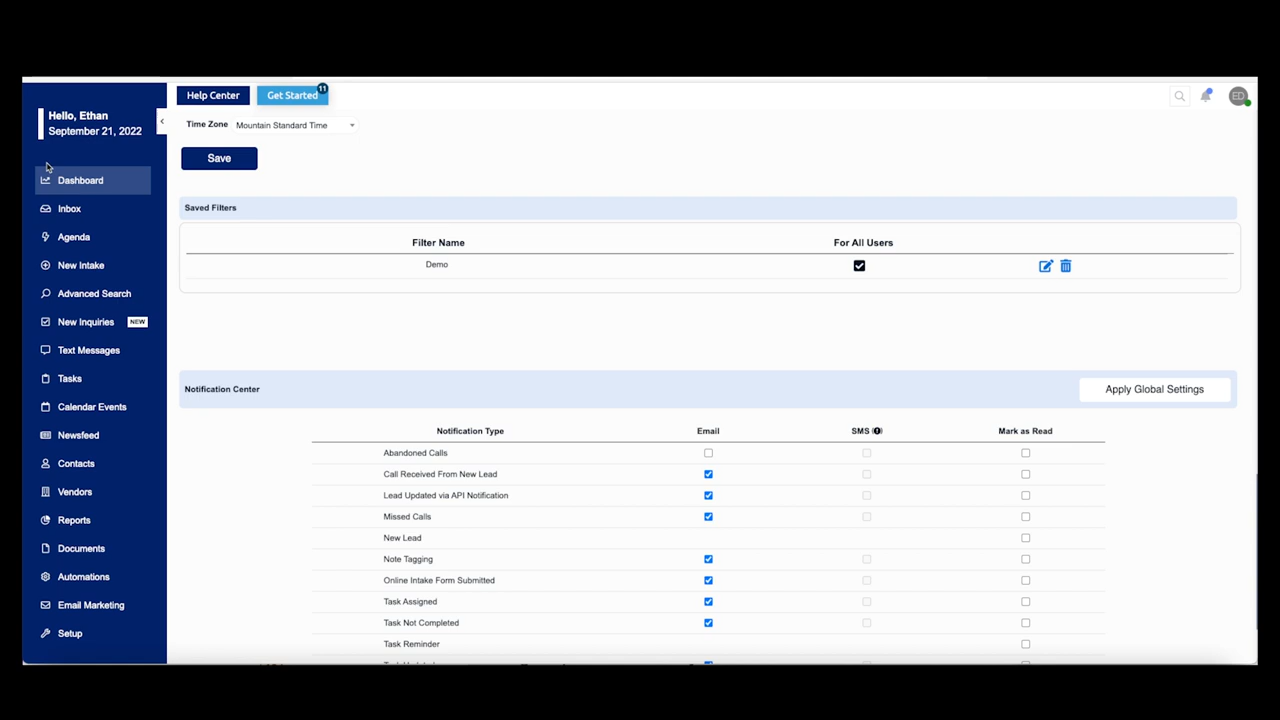 Hello, Ethan
September 21, 2022
Dashboard
Inbox
Agenda
New Intake
Advanced Search
New Inquiries NEW
Text Messages
Tasks
Calendar Events
Newsfeed
Contacts
Vendors
Reports
Documents
Automations
Email Marketing
Setup
Help Center Get Started 11
ED
Time Zone Mountain Standard Time
Save
Saved Filters
Filter Name For All Users
Demo
Notification Center Apply Global Settings
Notification Type Email SMS Mark as Read
Abandoned Calls
Call Received From New Lead
Lead Updated via API Notification
Missed Calls
New Lead
Note Tagging
Online Intake Form Submitted
Task Assigned
Task Not Completed
Task Reminder